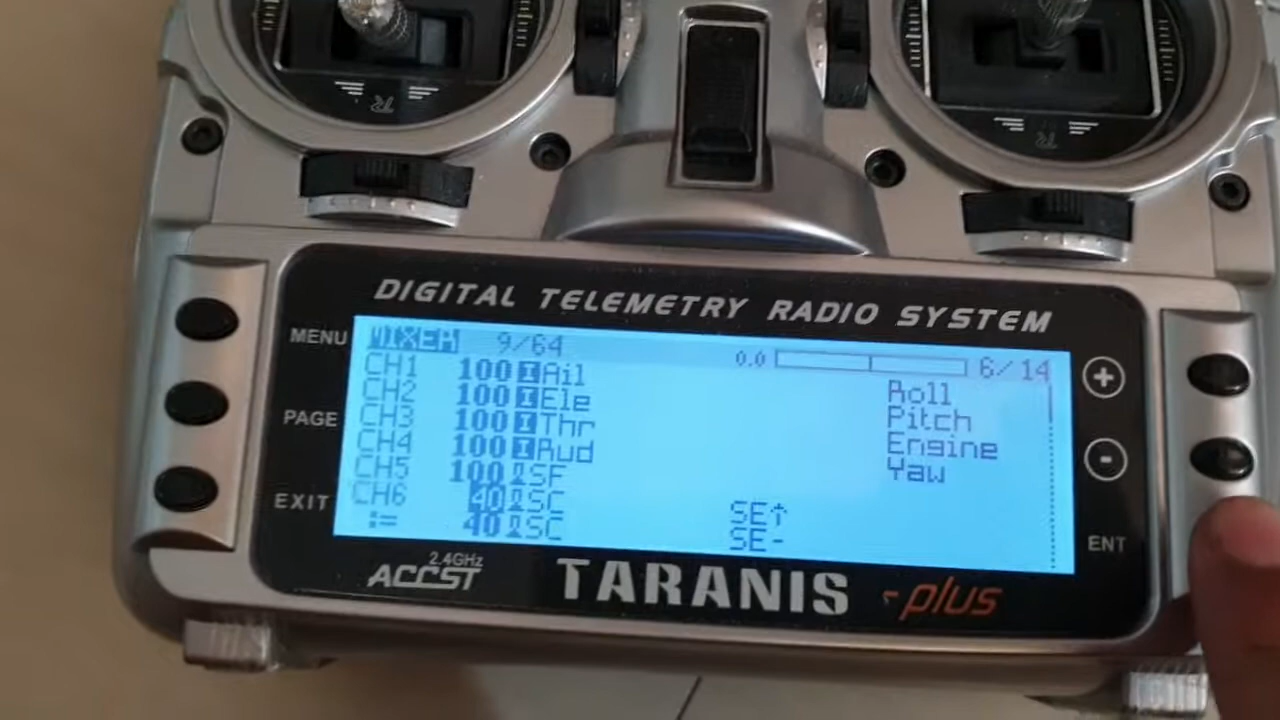 DIGITAL TELEMETRY RADIO SYSTEM
MENU
PAGE
EXIT
MIXER 9/64 0.0 6/14
CH1 100 I Ail Roll
CH2 100 I Ele Pitch
CH3 100 I Thr Engine
CH4 100 I Rud Yaw
CH5 100 SF
CH6 40 SC SE↑
:= 40 SC SE-
+
-
ENT
2.4GHz
ACCST TARANIS plus